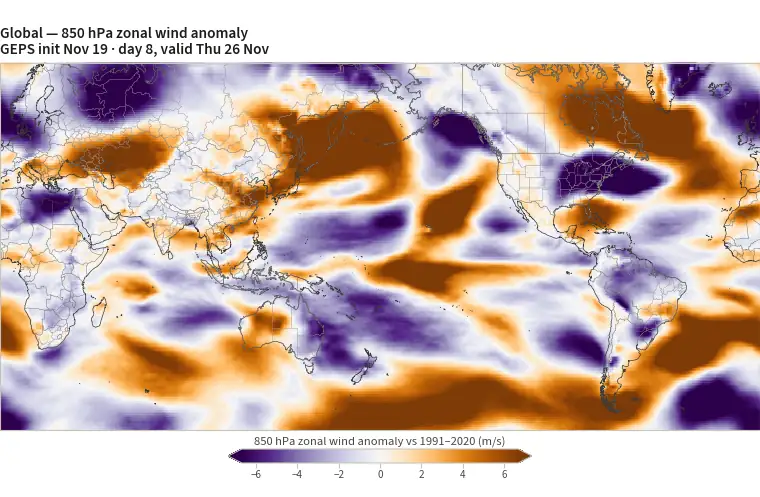 Global — 850 hPa zonal wind anomaly
GEPS init Nov 19 · day 8, valid Thu 26 Nov
850 hPa zonal wind anomaly vs 1991–2020 (m/s)
−6 −4 −2 0 2 4 6